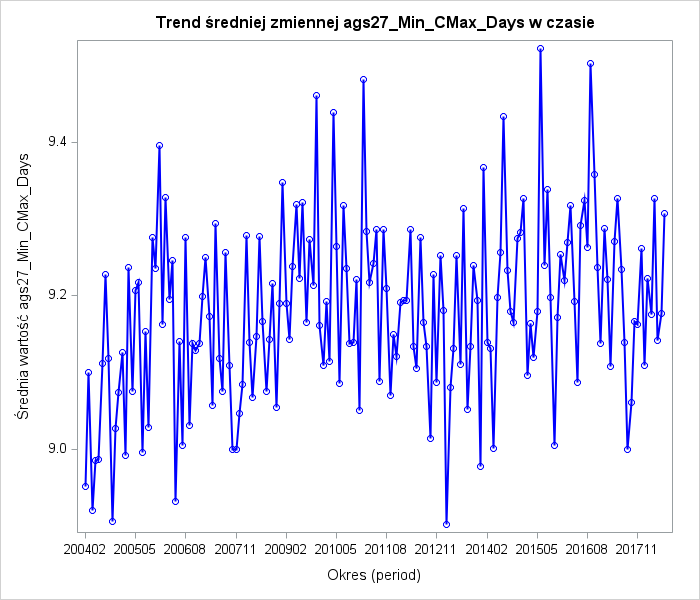 Trend średniej zmiennej ags27_Min_CMax_Days w czasie
Średnia wartość ags27_Min_CMax_Days
9.4
9.2
9.0
200402 200505 200608 200711 200902 201005 201108 201211 201402 201505 201608 201711
Okres (period)